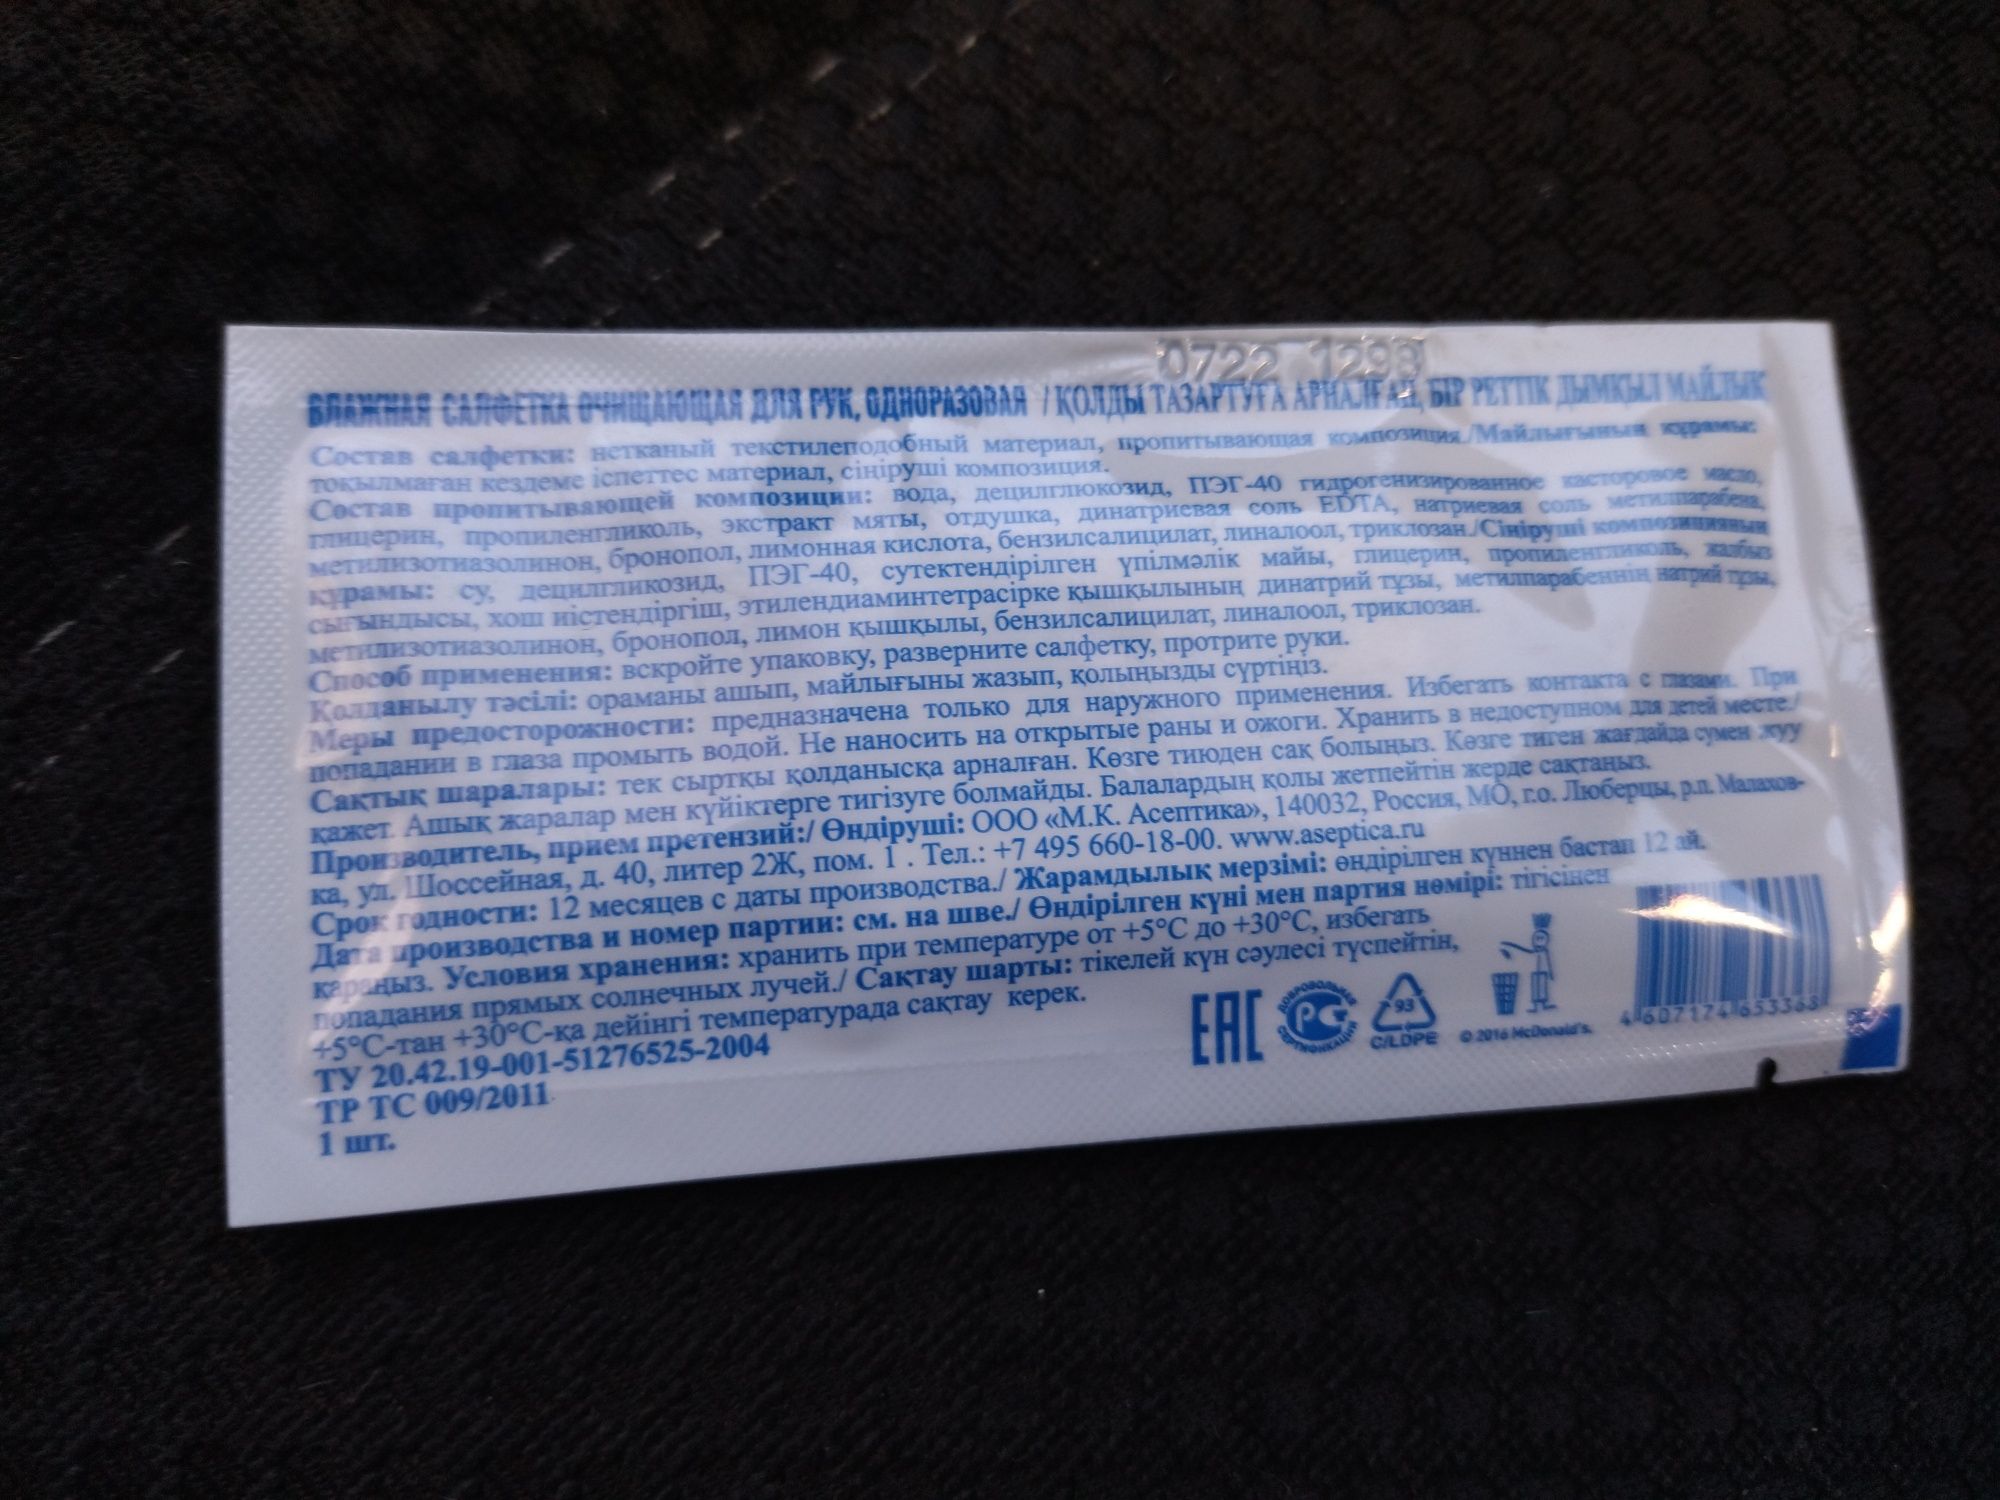 0722 1298
ВЛАЖНАЯ САЛФЕТКА ОЧИЩАЮЩАЯ ДЛЯ РУК, ОДНОРАЗОВАЯ / ҚОЛДЫ ТАЗАРТУҒА АРНАЛҒАН, БІР РЕТТІК ДЫМҚЫЛ МАЙЛЫК
Состав салфетки: нетканый текстилеподобный материал, пропитывающая композиция./Майлығының құрамы:
тоқылмаған кездеме іспеттес материал, сіңіруші композиция.
Состав пропитывающей композиции: вода, децилглюкозид, ПЭГ-40 гидрогенизированное касторовое масло,
глицерин, пропиленгликоль, экстракт мяты, отдушка, динатриевая соль EDTA, натриевая соль метилпарабена,
метилизотиазолинон, бронопол, лимонная кислота, бензилсалицилат, линалоол, триклозан./Сіңіруші композицияның
құрамы: су, децилгликозид, ПЭГ-40, сутектендірілген үпілмәлік майы, глицерин, пропиленгликоль, жалбыз
сығындысы, хош иістендіргіш, этилендиаминтетрасірке қышқылының динатрий тұзы, метилпарабеннің натрий тұзы,
метилизотиазолинон, бронопол, лимон қышқылы, бензилсалицилат, линалоол, триклозан.
Способ применения: вскройте упаковку, разверните салфетку, протрите руки.
Қолданылу тәсілі: ораманы ашып, майлығыны жазып, қолыңызды сүртіңіз.
Меры предосторожности: предназначена только для наружного применения. Избегать контакта с глазами. При
попадании в глаза промыть водой. Не наносить на открытые раны и ожоги. Хранить в недоступном для детей месте./
Сақтық шаралары: тек сыртқы қолданысқа арналған. Көзге тиюден сақ болыңыз. Көзге тиген жағдайда сумен жуу
қажет. Ашық жаралар мен күйіктерге тигізуге болмайды. Балалардың қолы жетпейтін жерде сақтаңыз.
Производитель, прием претензий:/ Өндіруші: ООО «М.К. Асептика», 140032, Россия, МО, г.о. Люберцы, р.п. Малахов-
ка, ул. Шоссейная, д. 40, литер 2Ж, пом. 1 . Тел.: +7 495 660-18-00. www.aseptica.ru
Срок годности: 12 месяцев с даты производства./ Жарамдылық мерзімі: өндірілген күннен бастап 12 ай.
Дата производства и номер партии: см. на шве./ Өндірілген күні мен партия нөмірі: тігісінен
қараңыз. Условия хранения: хранить при температуре от +5°С до +30°С, избегать
попадания прямых солнечных лучей./ Сақтау шарты: тікелей күн сәулесі түспейтін,
+5°С-тан +30°С-қа дейінгі температурада сақтау керек.
ТУ 20.42.19-001-51276525-2004
ТР ТС 009/2011
1 шт.
EAC
ДОБРОВОЛЬНАЯ СЕРТИФИКАЦИЯ
РС
93
C/LDPE
© 2016 McDonald's.
4 607174 653368